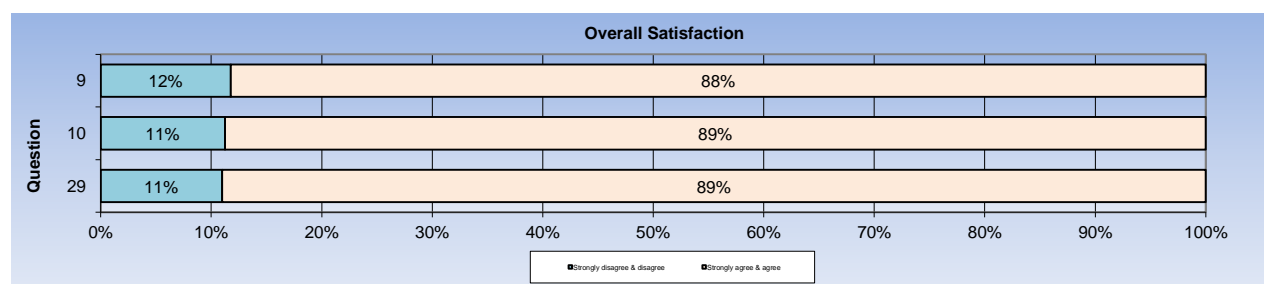 Overall Satisfaction
Question
9
12%
88%
10
11%
89%
29
11%
89%
0% 10% 20% 30% 40% 50% 60% 70% 80% 90% 100%
Strongly disagree & disagree Strongly agree & agree